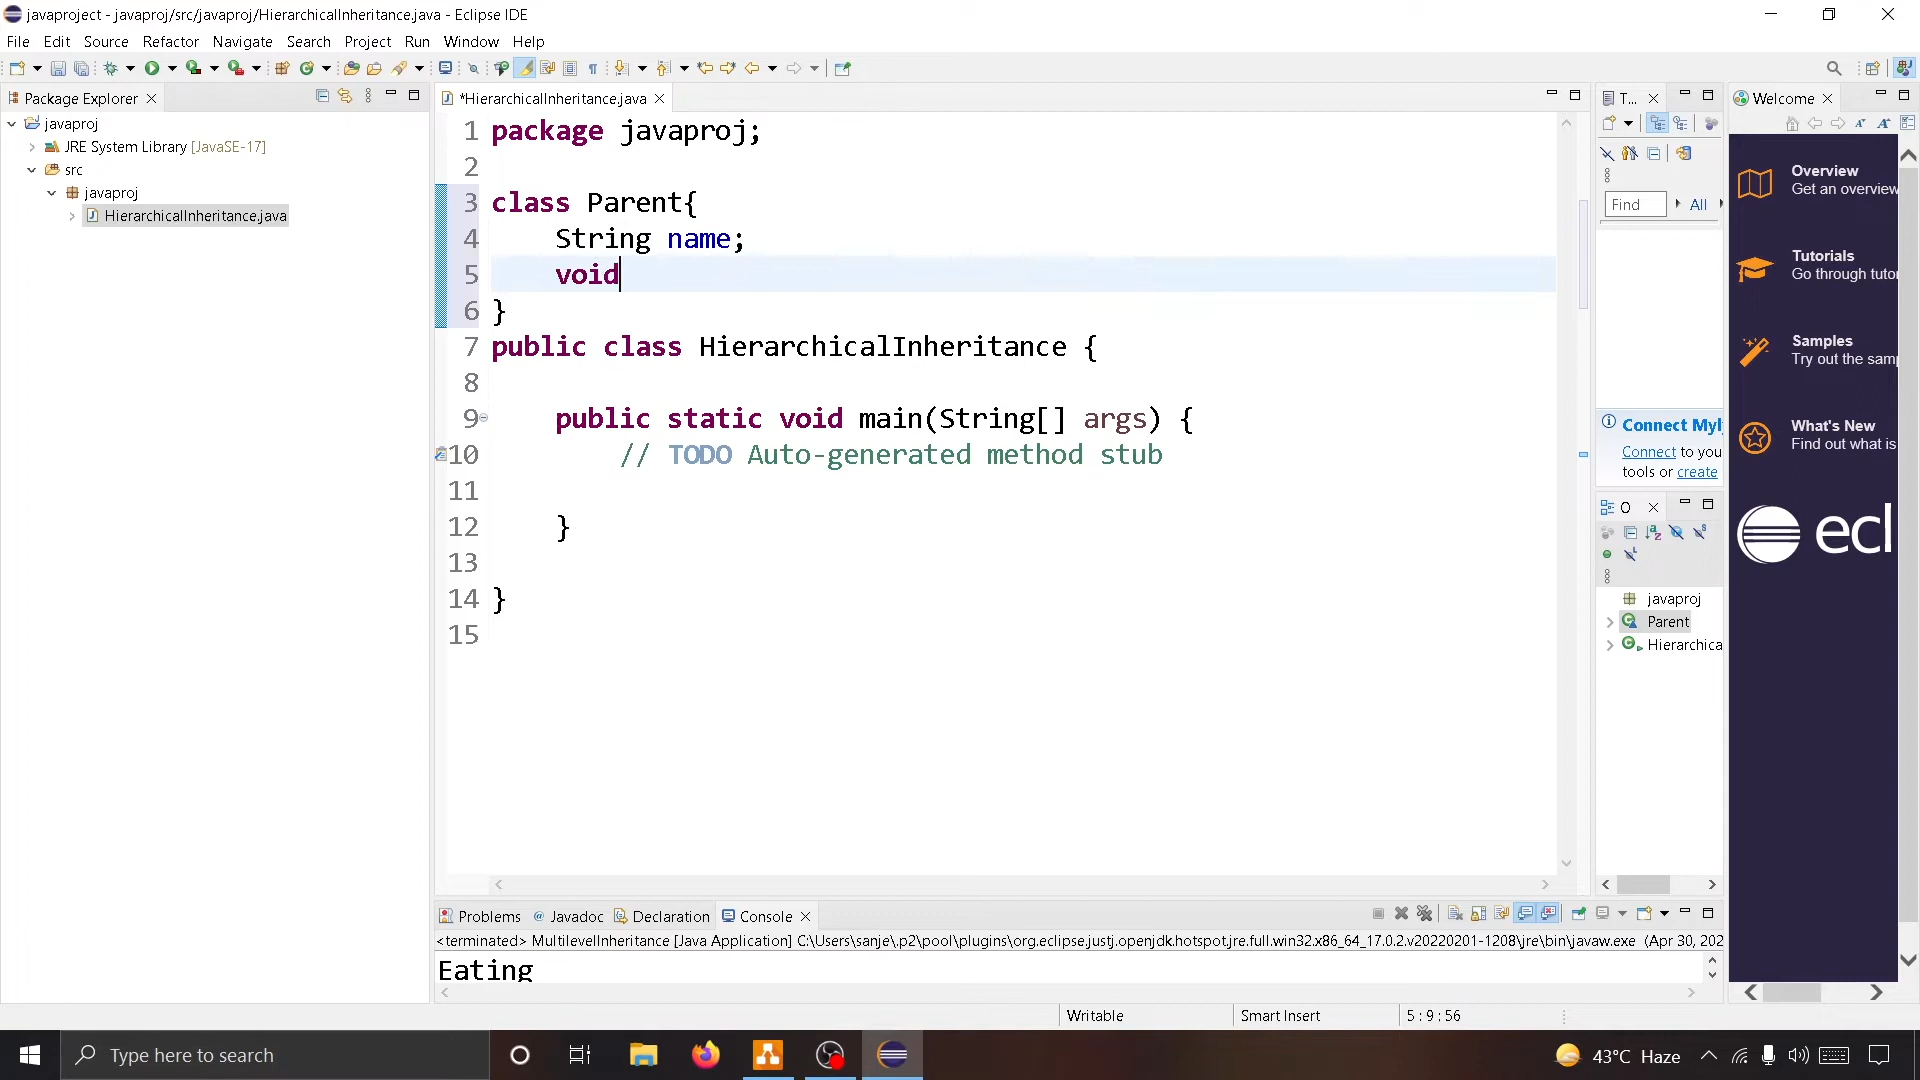 javaproject - javaproj/src/javaproj/HierarchicalInheritance.java - Eclipse IDE
File Edit Source Refactor Navigate Search Project Run Window Help
Package Explorer
javaproj
JRE System Library [JavaSE-17]
src
javaproj
HierarchicalInheritance.java
*HierarchicalInheritance.java
1 package javaproj;
2
3 class Parent{
4 String name;
5 void
6 }
7 public class HierarchicalInheritance {
8
9 public static void main(String[] args) {
10 // TODO Auto-generated method stub
11
12 }
13
14 }
15
T...
Find All
Connect Myl
Connect to you
tools or create
O
javaproj
Parent
Hierarchica
Welcome
Overview
Get an overview
Tutorials
Go through tutor
Samples
Try out the sam
What's New
Find out what is
ecl
Problems @ Javadoc Declaration Console
<terminated> MultilevelInheritance [Java Application] C:\Users\sanje\.p2\pool\plugins\org.eclipse.justj.openjdk.hotspot.jre.full.win32.x86_64_17.0.2.v20220201-1208\jre\bin\javaw.exe (Apr 30, 202
Eating
Writable Smart Insert 5 : 9 : 56
Type here to search
43°C Haze